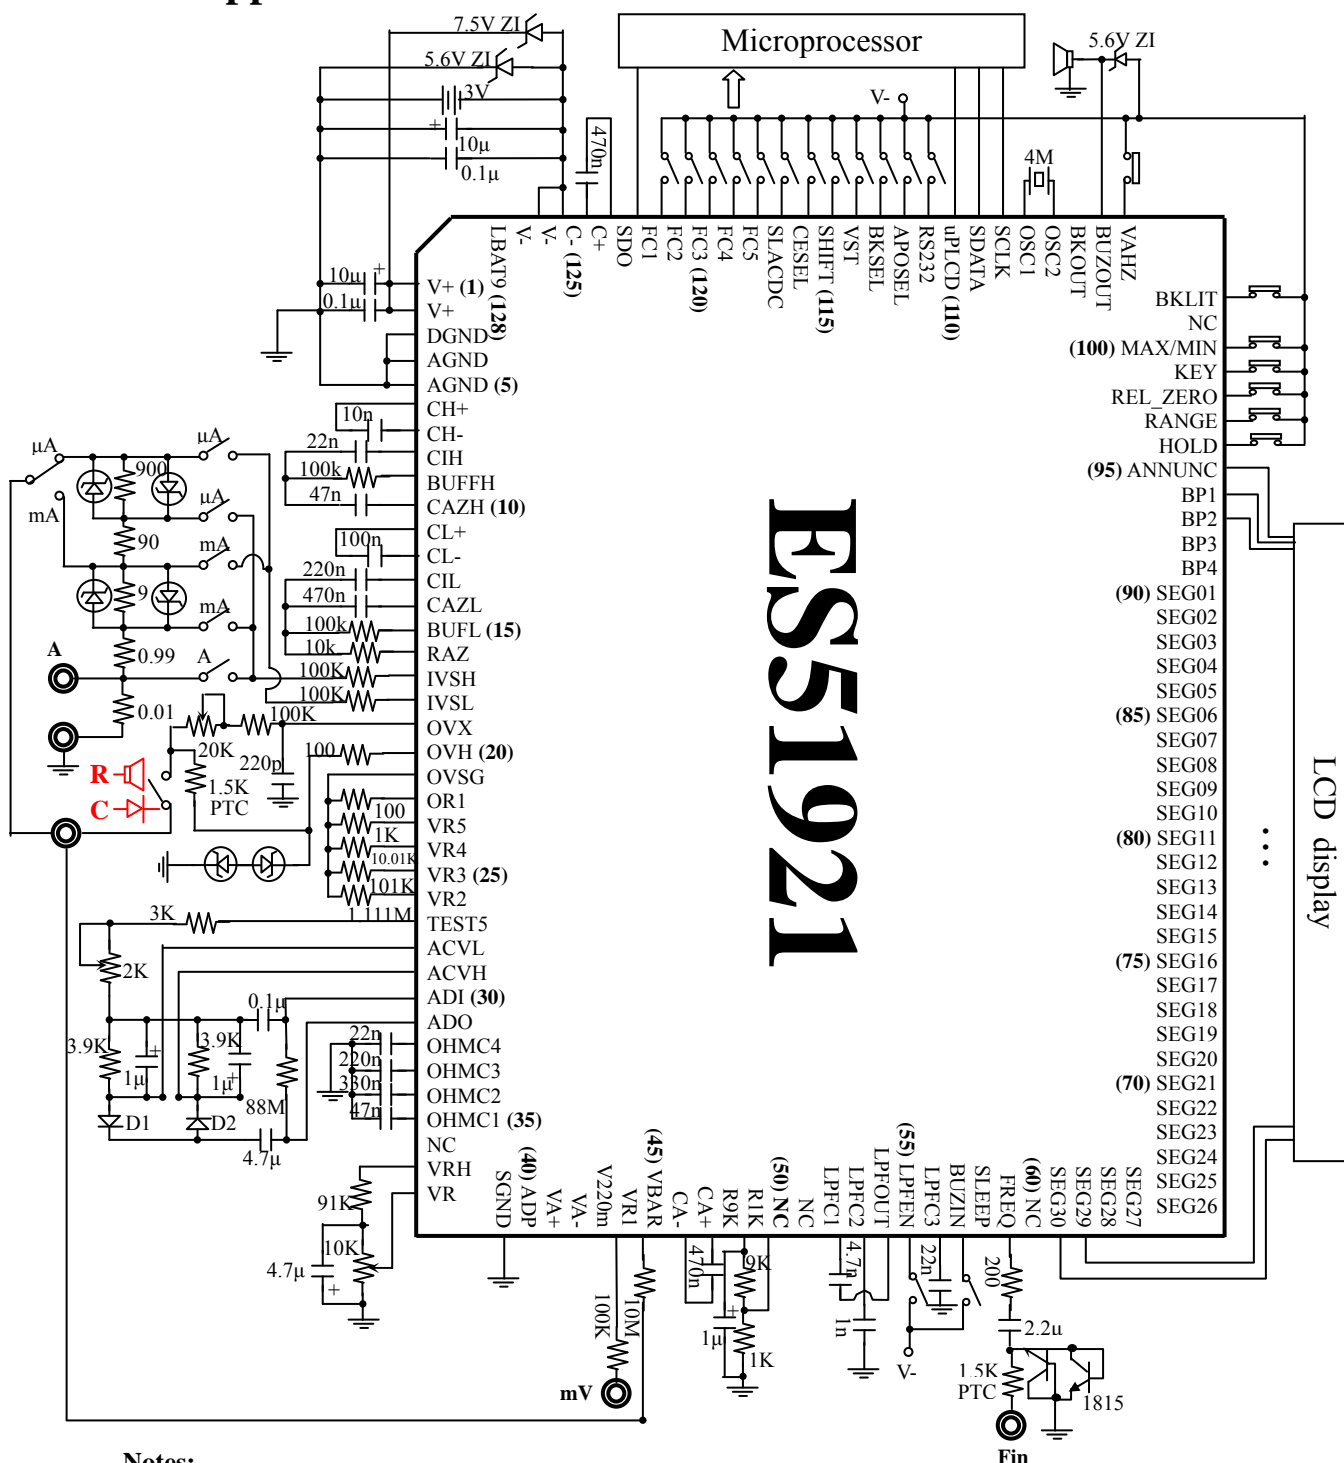 7.5V ZI
5.6V ZI
3V
10µ
0.1µ
470n
Microprocessor
V-
4M
5.6V ZI
LBAT9 (128)
V-
V-
C- (125)
C+
SDO
FC1
FC2
FC3 (120)
FC4
FC5
SLACDC
CESEL
SHIFT (115)
VST
BKSEL
APOSEL
RS232
uPLCD (110)
SDATA
SCLK
OSC1
OSC2
BKOUT
BUZOUT
VAHZ
10µ
0.1µ
V+ (1)
V+
DGND
AGND
AGND (5)
CH+
CH-
CIH
BUFFH
CAZH (10)
CL+
CL-
CIL
CAZL
BUFL (15)
RAZ
IVSH
IVSL
OVX
OVH (20)
OVSG
OR1
VR5
VR4
VR3 (25)
VR2
TEST5
ACVL
ACVH
ADI (30)
ADO
OHMC4
OHMC3
OHMC2
OHMC1 (35)
NC
VRH
VR
10n
22n
100k
47n
100n
220n
470n
100k
10k
100K
100K
100K
100
µA
mA
µA
µA
mA
mA
A
900
90
9
0.99
0.01
A
20K
220p
1.5K
PTC
R
C
100
1K
10.01K
101K
1.111M
3K
2K
0.1µ
3.9K
1µ
3.9K
1µ
88M
D1
D2
4.7µ
22n
220n
330n
47n
91K
10K
4.7µ
ES51921
BKLIT
NC
(100) MAX/MIN
KEY
REL_ZERO
RANGE
HOLD
(95) ANNUNC
BP1
BP2
BP3
BP4
(90) SEG01
SEG02
SEG03
SEG04
SEG05
(85) SEG06
SEG07
SEG08
SEG09
SEG10
(80) SEG11
SEG12
SEG13
SEG14
SEG15
(75) SEG16
SEG17
SEG18
SEG19
SEG20
(70) SEG21
SEG22
SEG23
SEG24
SEG25
SEG26
LCD display
SGND
(40) ADP
VA+
VA-
V220m
VR1
(45) VBAR
CA-
CA+
R9K
R1K
(50) NC
NC
LPFC1
LPFC2
LPFOUT
(55) LPFEN
LPFC3
BUZIN
SLEEP
FREQ
(60) NC
SEG30
SEG29
SEG28
SEG27
100K
10M
470n
1µ
9K
1K
4.7n
1n
22n
V-
200
2.2u
1.5K
PTC
1815
mV
Fin
Notes: